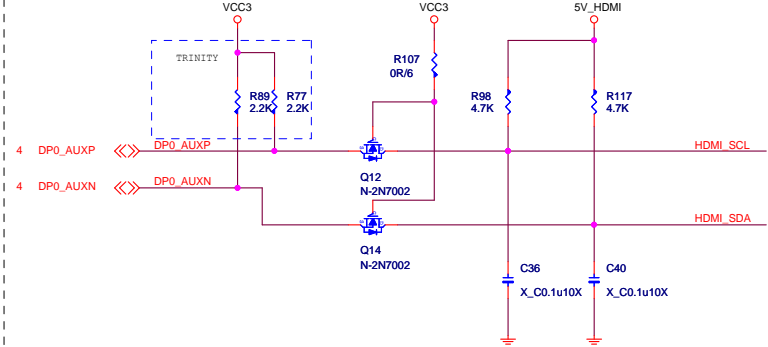 VCC3
VCC3
5V_HDMI
TRINITY
R107
0R/6
R89
2.2K
R77
2.2K
R98
4.7K
R117
4.7K
4 DP0_AUXP
DP0_AUXP
HDMI_SCL
Q12
N-2N7002
4 DP0_AUXN
DP0_AUXN
HDMI_SDA
Q14
N-2N7002
C36
X_C0.1u10X
C40
X_C0.1u10X